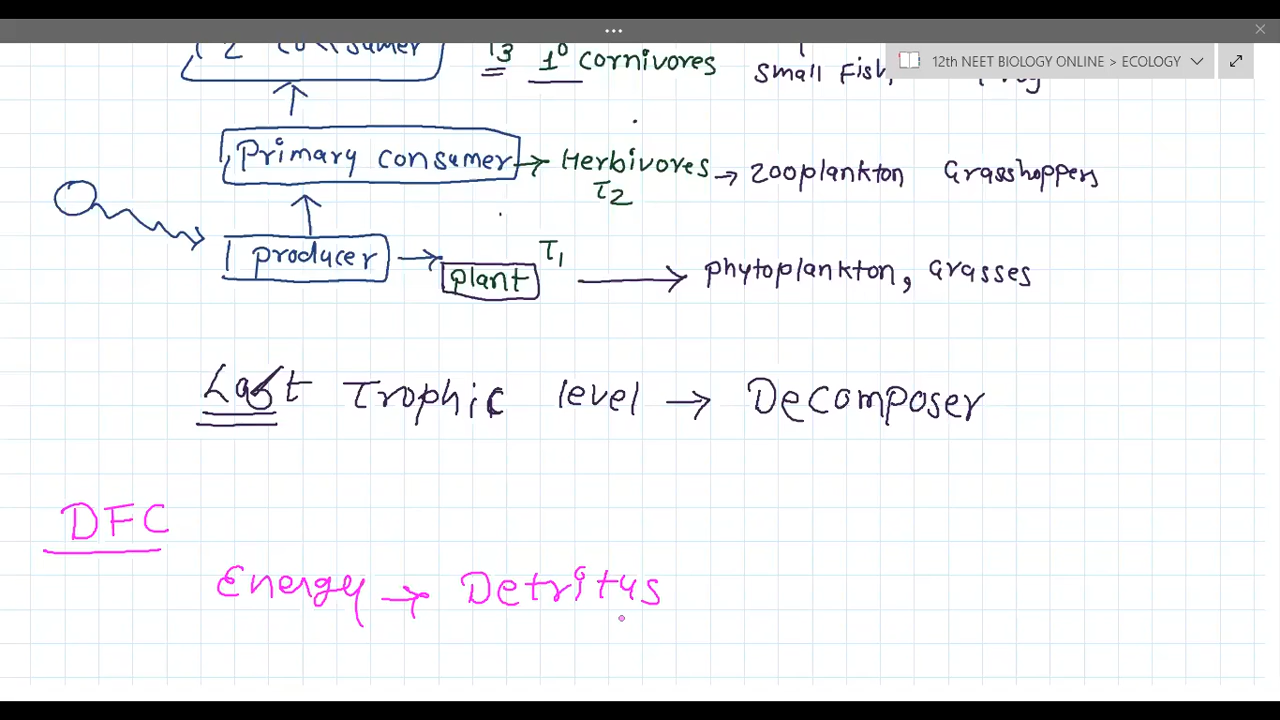 ...
2° consumer T3 1° cornivores small fish,
12th NEET BIOLOGY ONLINE > ECOLOGY
Primary consumer → Herbivores → zooplankton Grasshoppers
T2
producer → plant T1 → phytoplankton, Grasses
Last Trophic level → Decomposer
DFC
Energy → Detritus